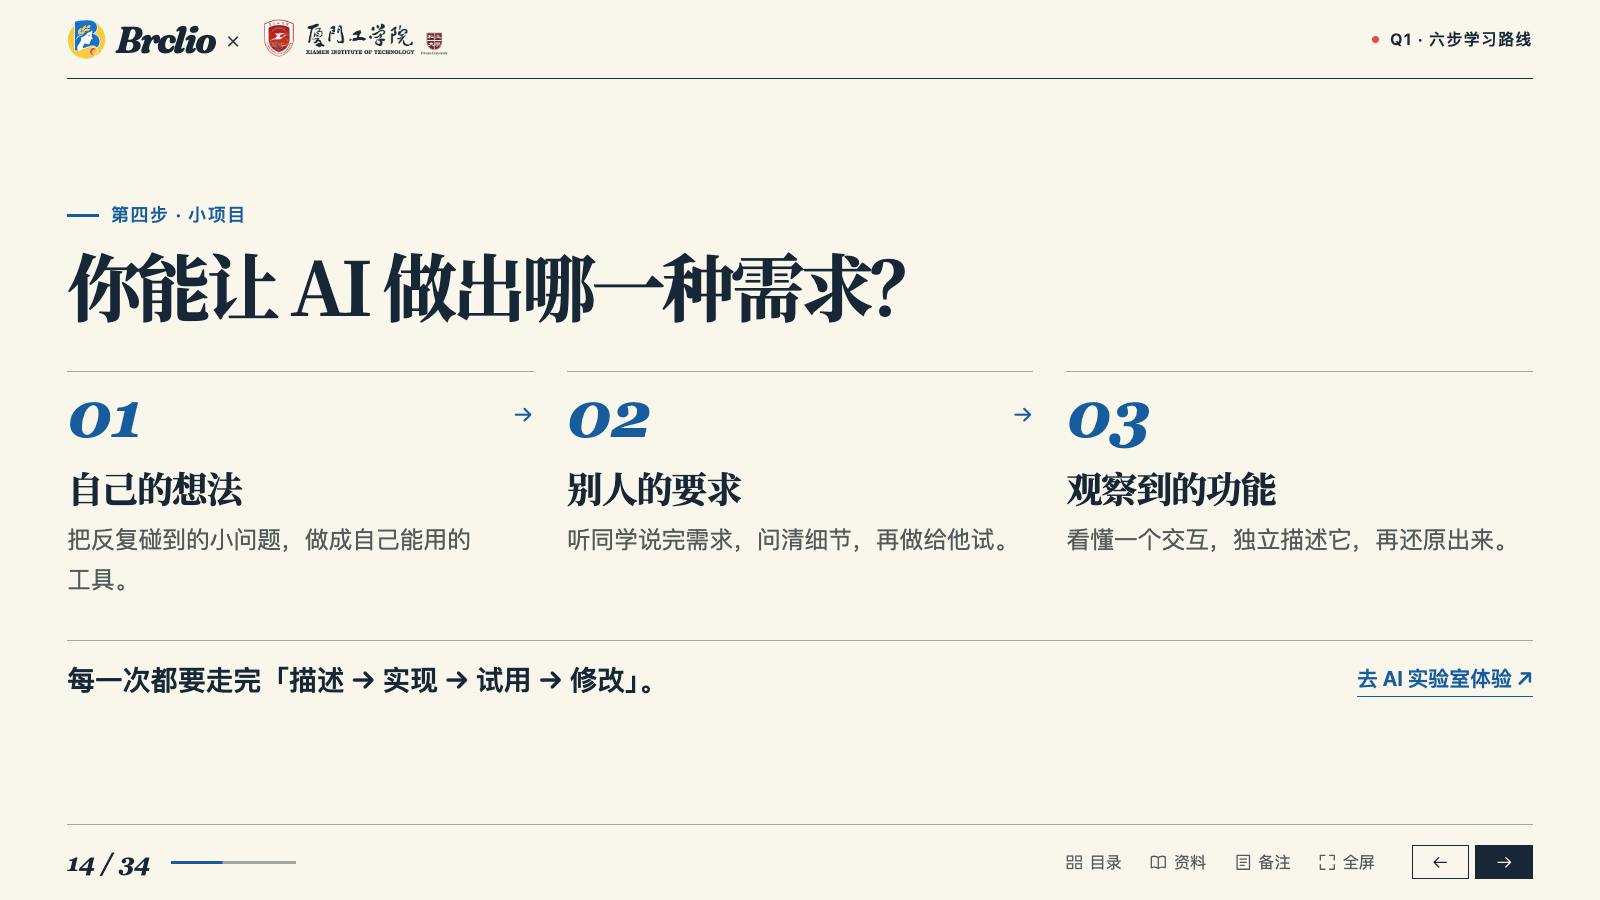 Brclio ×
厦門工学院
XIAMEN INSTITUTE OF TECHNOLOGY
Q1 · 六步学习路线
第四步 · 小项目
你能让 AI 做出哪一种需求？
01 →
自己的想法
把反复碰到的小问题，做成自己能用的
工具。
02 →
别人的要求
听同学说完需求，问清细节，再做给他试。
03
观察到的功能
看懂一个交互，独立描述它，再还原出来。
每一次都要走完「描述 → 实现 → 试用 → 修改」。
去 AI 实验室体验 ↗
14 / 34
目录
资料
备注
全屏
← →